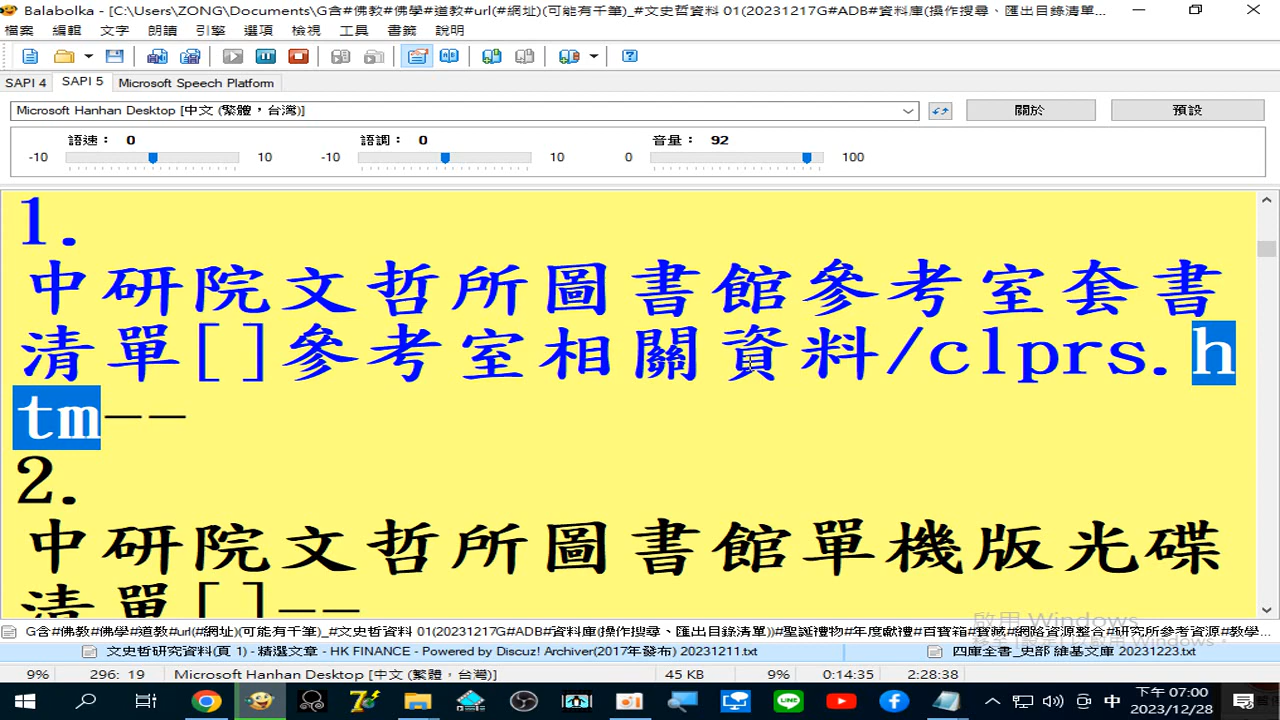 Balabolka - [C:\Users\ZONG\Documents\G含#佛教#佛學#道教#url(#網址)(可能有千筆)_#文史哲資料 01(20231217G#ADB#資料庫(操作搜尋、匯出目錄清單...
檔案 編輯 文字 朗讀 引擎 選項 檢視 工具 書籤 說明
SAPI 4 SAPI 5 Microsoft Speech Platform
Microsoft Hanhan Desktop [中文 (繁體，台灣)] 關於 預設
語速： 0 語調： 0 音量： 92
-10 10 -10 10 0 100
1.
中研院文哲所圖書館參考室套書
清單[]參考室相關資料/clprs.h
tm--
2.
中研院文哲所圖書館單機版光碟
清單[]--
啟用 Windows
G含#佛教#佛學#道教#url(#網址)(可能有千筆)_#文史哲資料 01(20231217G#ADB#資料庫(操作搜尋、匯出目錄清單))#聖誕禮物#年度獻禮#百寶箱#寶城#網路資源整合#研究所參考資源#教學...
文史哲研究資料(頁 1) - 精選文章 - HK FINANCE - Powered by Discuz! Archiver(2017年發布) 20231211.txt 四庫全書_史部 維基文庫 20231223.txt
9% 296: 19 Microsoft Hanhan Desktop [中文 (繁體，台灣)] 45 KB 9% 0:14:35 2:28:38
中 下午 07:00
2023/12/28